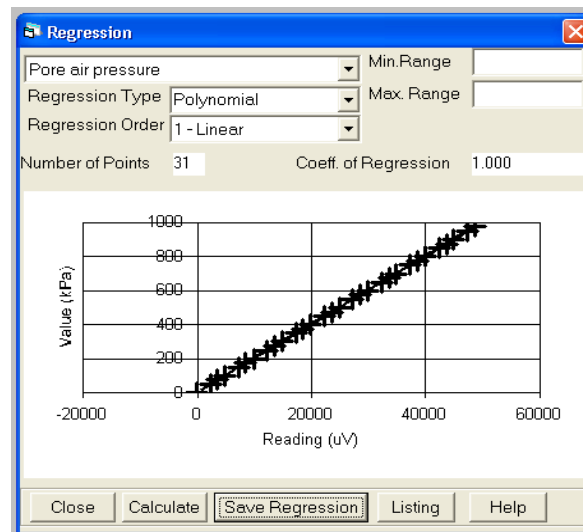 Regression
Pore air pressure Min.Range
Regression Type Polynomial Max. Range
Regression Order 1 - Linear
Number of Points 31 Coeff. of Regression 1.000
1000
800
600
400
200
0
Value (kPa)
-20000 0 20000 40000 60000
Reading (uV)
Close Calculate Save Regression Listing Help